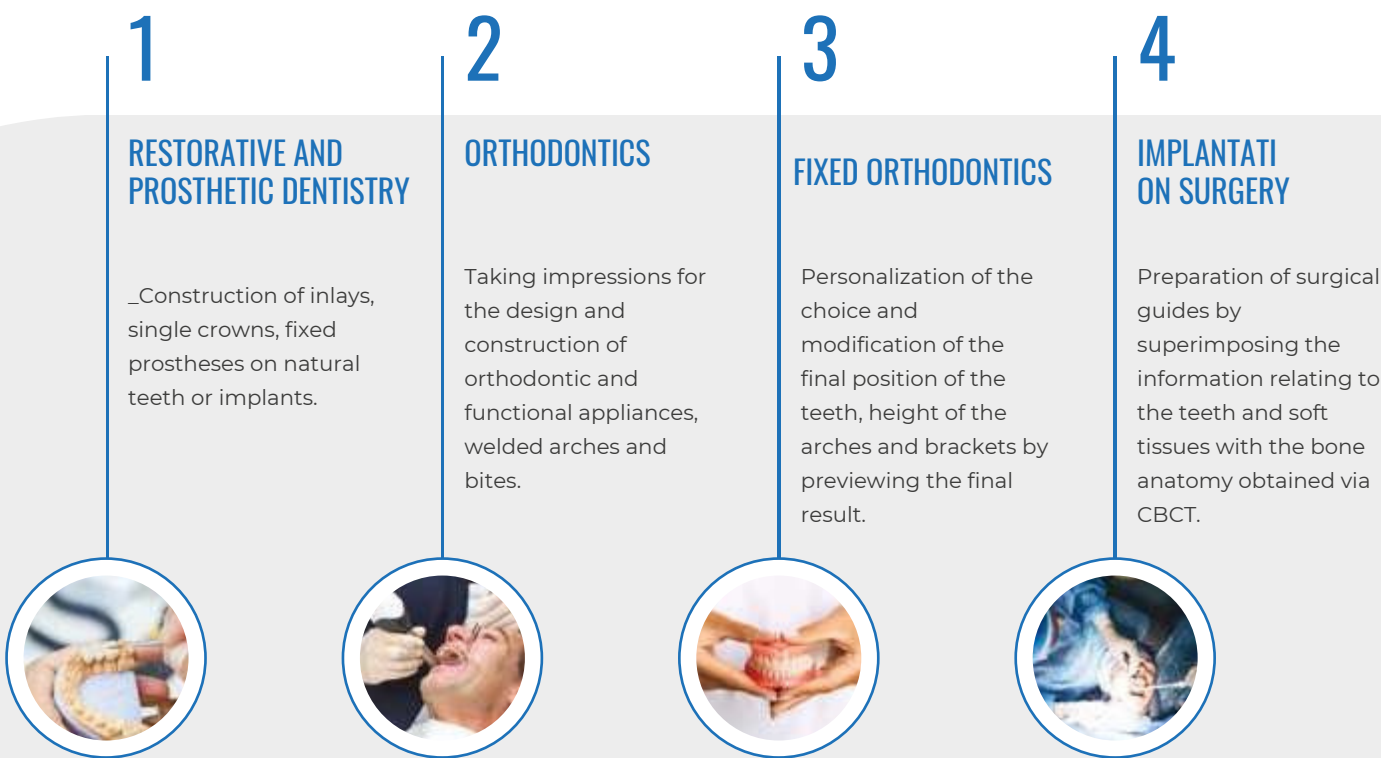 1
RESTORATIVE AND
PROSTHETIC DENTISTRY
_Construction of inlays,
single crowns, fixed
prostheses on natural
teeth or implants.
2
ORTHODONTICS
Taking impressions for
the design and
construction of
orthodontic and
functional appliances,
welded arches and
bites.
3
FIXED ORTHODONTICS
Personalization of the
choice and
modification of the
final position of the
teeth, height of the
arches and brackets by
previewing the final
result.
4
IMPLANTATI
ON SURGERY
Preparation of surgical
guides by
superimposing the
information relating to
the teeth and soft
tissues with the bone
anatomy obtained via
CBCT.